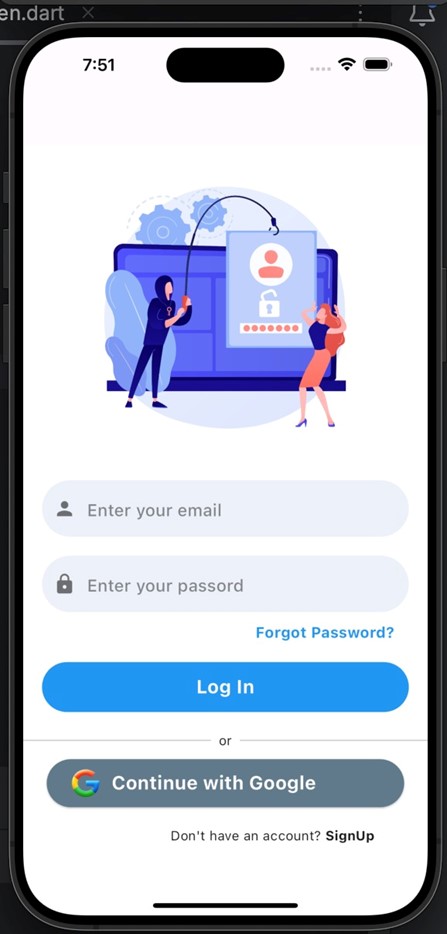 en.dart
7:51
Enter your email
Enter your passord
Forgot Password?
Log In
or
Continue with Google
Don't have an account? SignUp